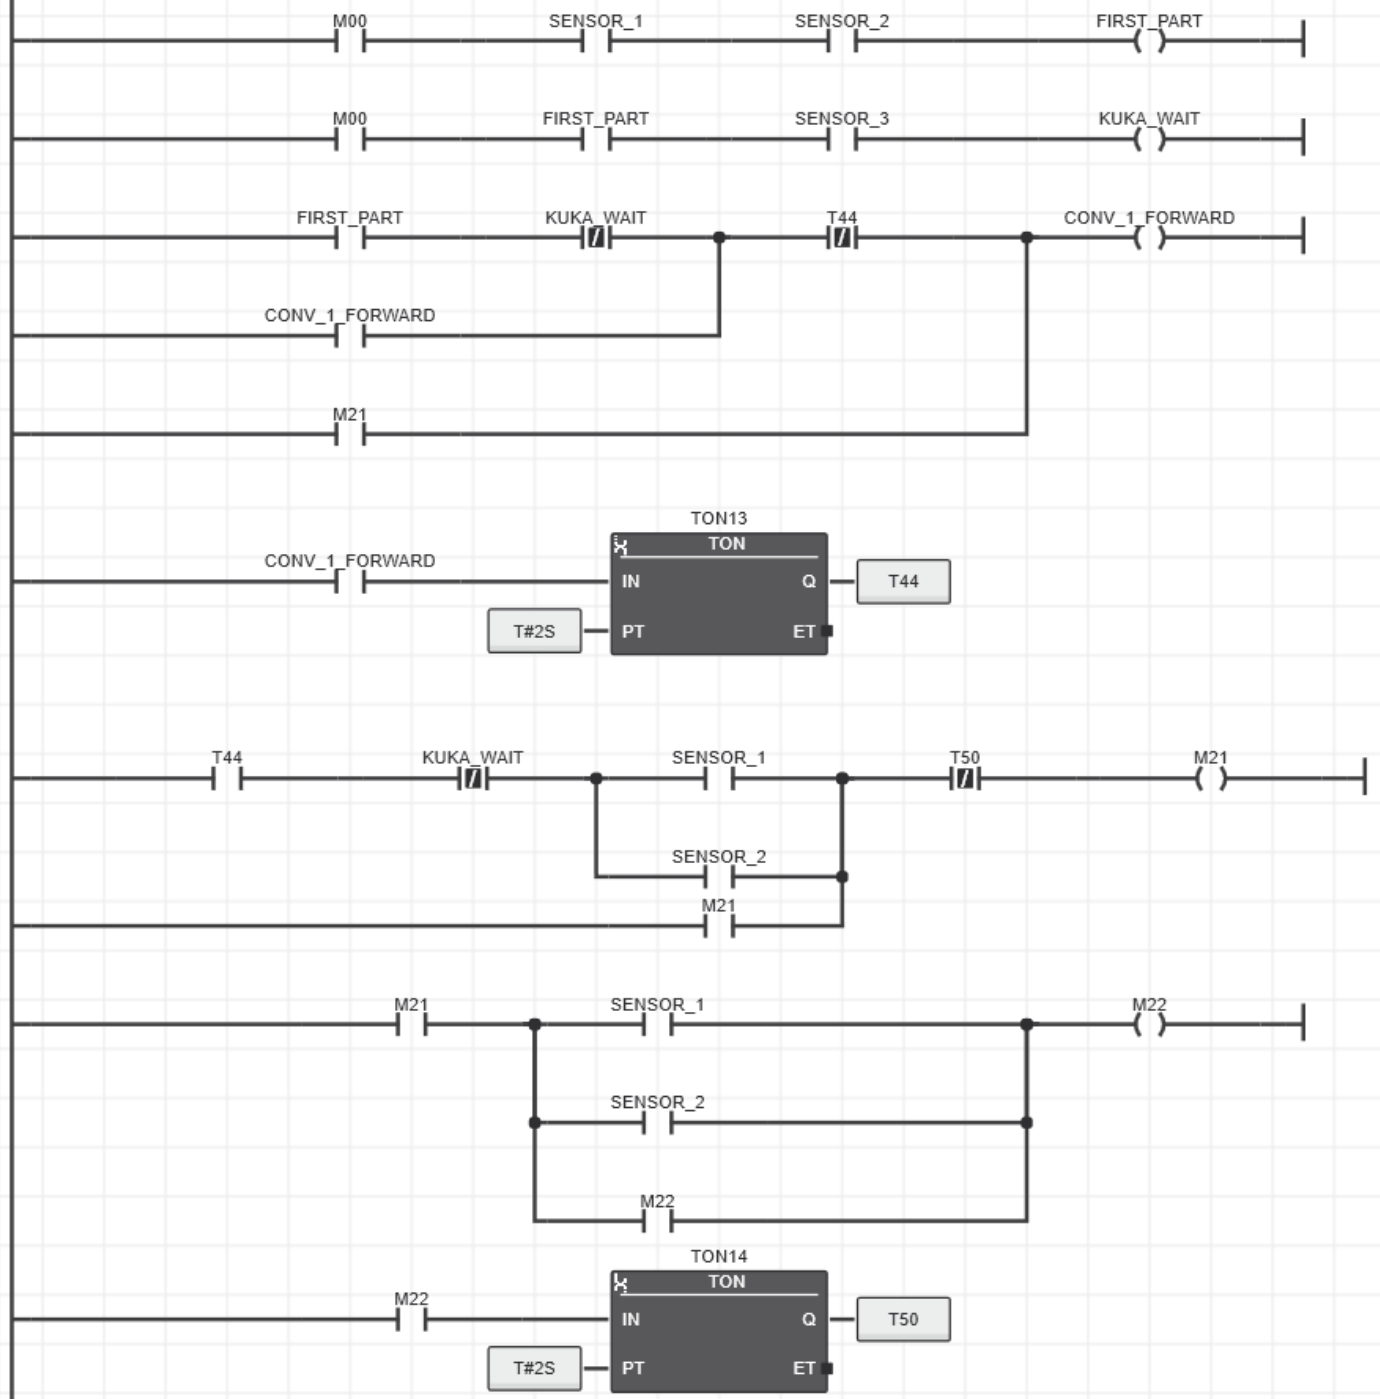 M00 SENSOR_1 SENSOR_2 FIRST_PART
M00 FIRST_PART SENSOR_3 KUKA_WAIT
FIRST_PART KUKA_WAIT T44 CONV_1_FORWARD
CONV_1_FORWARD
M21
TON13
TON
CONV_1_FORWARD
IN Q T44
T#2S PT ET
T44 KUKA_WAIT SENSOR_1 T50 M21
SENSOR_2
M21
M21 SENSOR_1 M22
SENSOR_2
M22
TON14
TON
M22
IN Q T50
T#2S PT ET